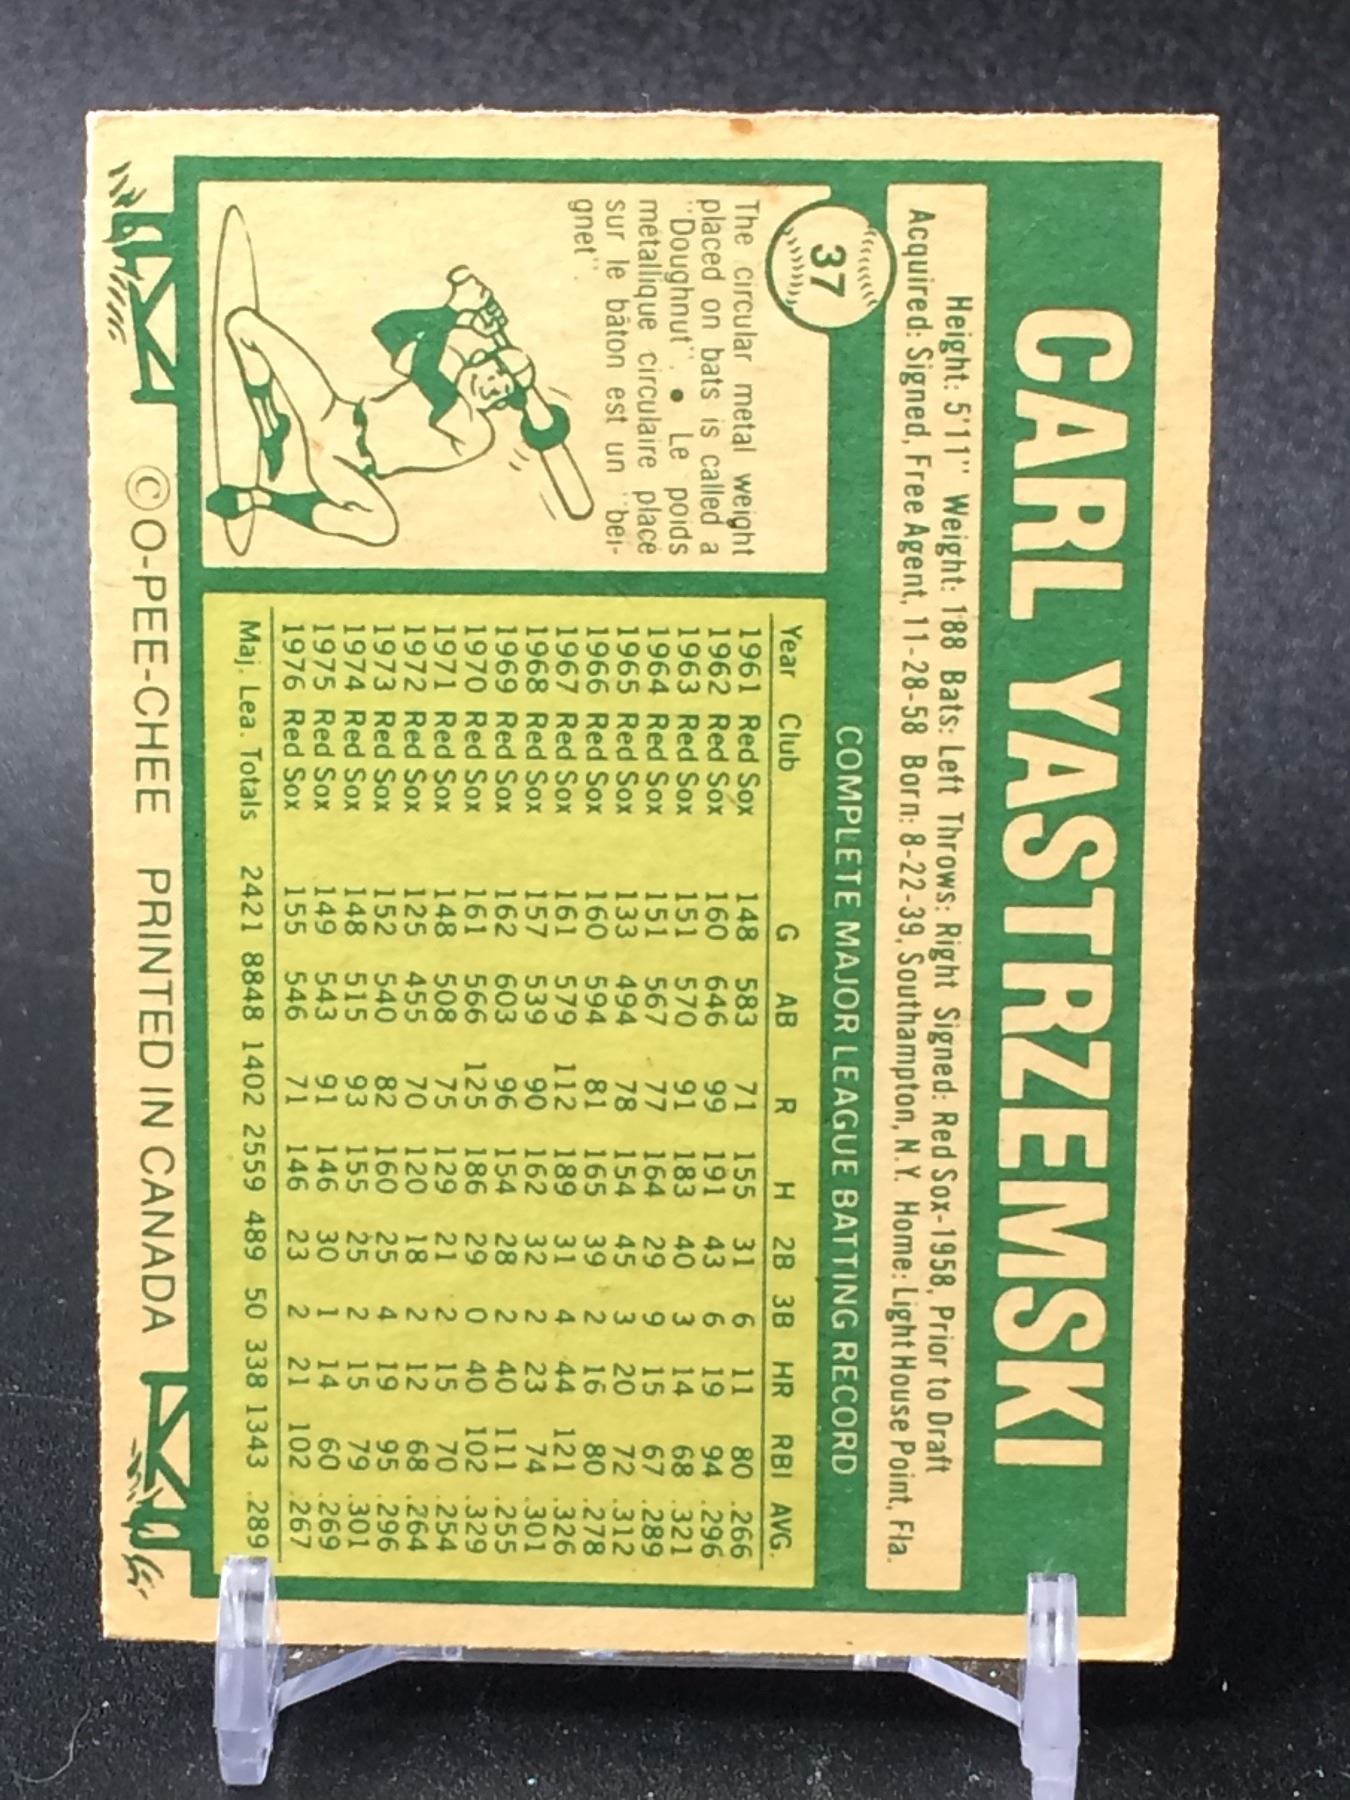 CARL YASTRZEMSKI
Height: 5'11" Weight: 188 Bats: Left Throws: Right Signed: Red Sox-1958, Prior to Draft
Acquired: Signed, Free Agent, 11-28-58 Born: 8-22-39, Southampton, N.Y. Home: Light House Point, Fla.
37
The circular metal weight
placed on bats is called a
"Doughnut". • Le poids
métallique circulaire place
sur le bâton est un "bei-
gnet".
COMPLETE MAJOR LEAGUE BATTING RECORD
Year Club G AB R H 2B 3B HR RBI AVG.
1961 Red Sox 148 583 71 155 31 6 11 80 .266
1962 Red Sox 160 646 99 191 43 6 19 94 .296
1963 Red Sox 151 570 91 183 40 3 14 68 .321
1964 Red Sox 151 567 77 164 29 9 15 67 .289
1965 Red Sox 133 494 78 154 45 3 20 72 .312
1966 Red Sox 160 594 81 165 39 2 16 80 .278
1967 Red Sox 161 579 112 189 31 4 44 121 .326
1968 Red Sox 157 539 90 162 32 2 23 74 .301
1969 Red Sox 162 603 96 154 28 2 40 111 .255
1970 Red Sox 161 566 125 186 29 0 40 102 .329
1971 Red Sox 148 508 75 129 21 2 15 70 .254
1972 Red Sox 125 455 70 120 18 2 12 68 .264
1973 Red Sox 152 540 82 160 25 4 19 95 .296
1974 Red Sox 148 515 93 155 25 2 15 79 .301
1975 Red Sox 149 543 91 146 30 1 14 60 .269
1976 Red Sox 155 546 71 146 23 2 21 102 .267
Maj. Lea. Totals 2421 8848 1402 2559 489 50 338 1343 .289
©O-PEE-CHEE PRINTED IN CANADA